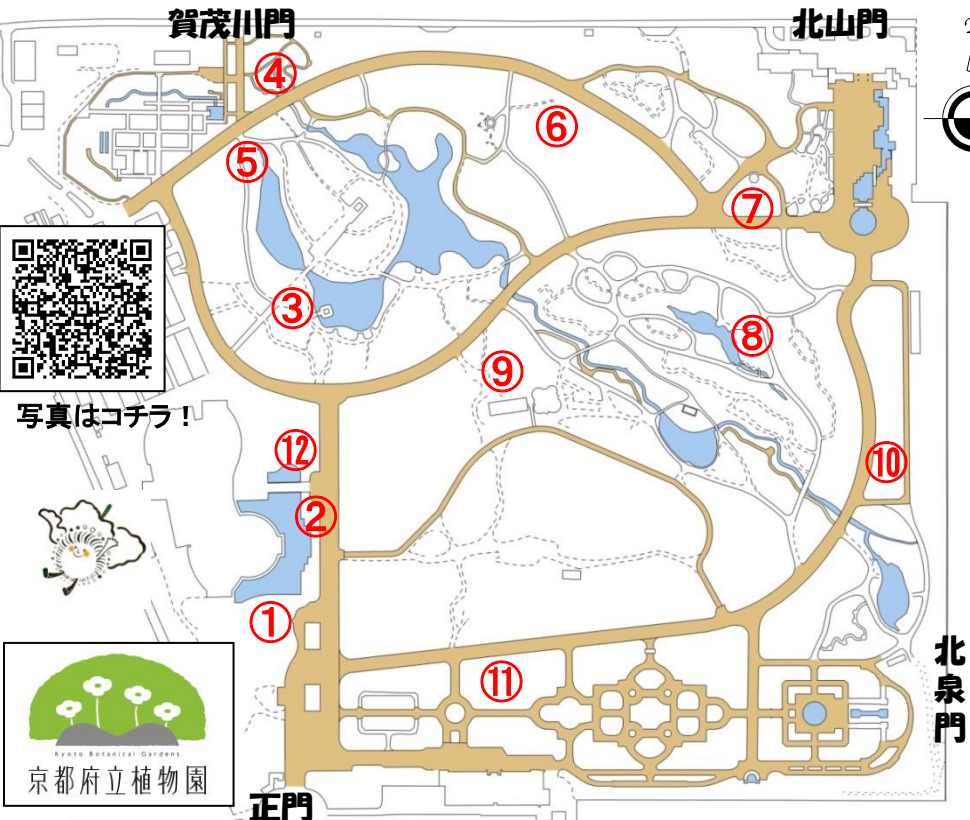 賀茂川門
北山門
④
⑥
⑤
⑦
③
⑧
写真はコチラ！
⑨
⑫
⑩
②
①
⑪
北泉門
Kyoto Botanical Gardens
京都府立植物園
正門